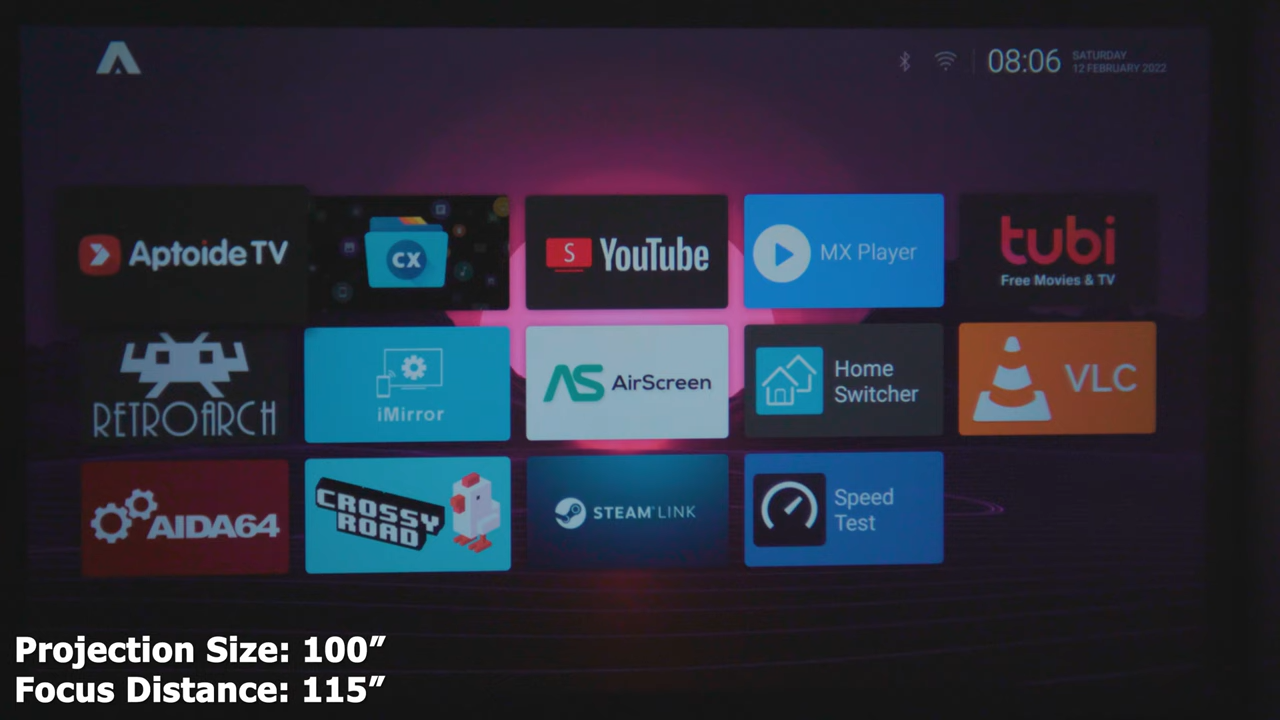 08:06
SATURDAY
12 FEBRUARY 2022
Aptoide TV
CX
S YouTube
MX Player
tubi
Free Movies & TV
RETROARCH
iMirror
AS AirScreen
Home
Switcher
VLC
AIDA64
CROSSY
ROAD
STEAM LINK
Speed
Test
Projection Size: 100”
Focus Distance: 115”